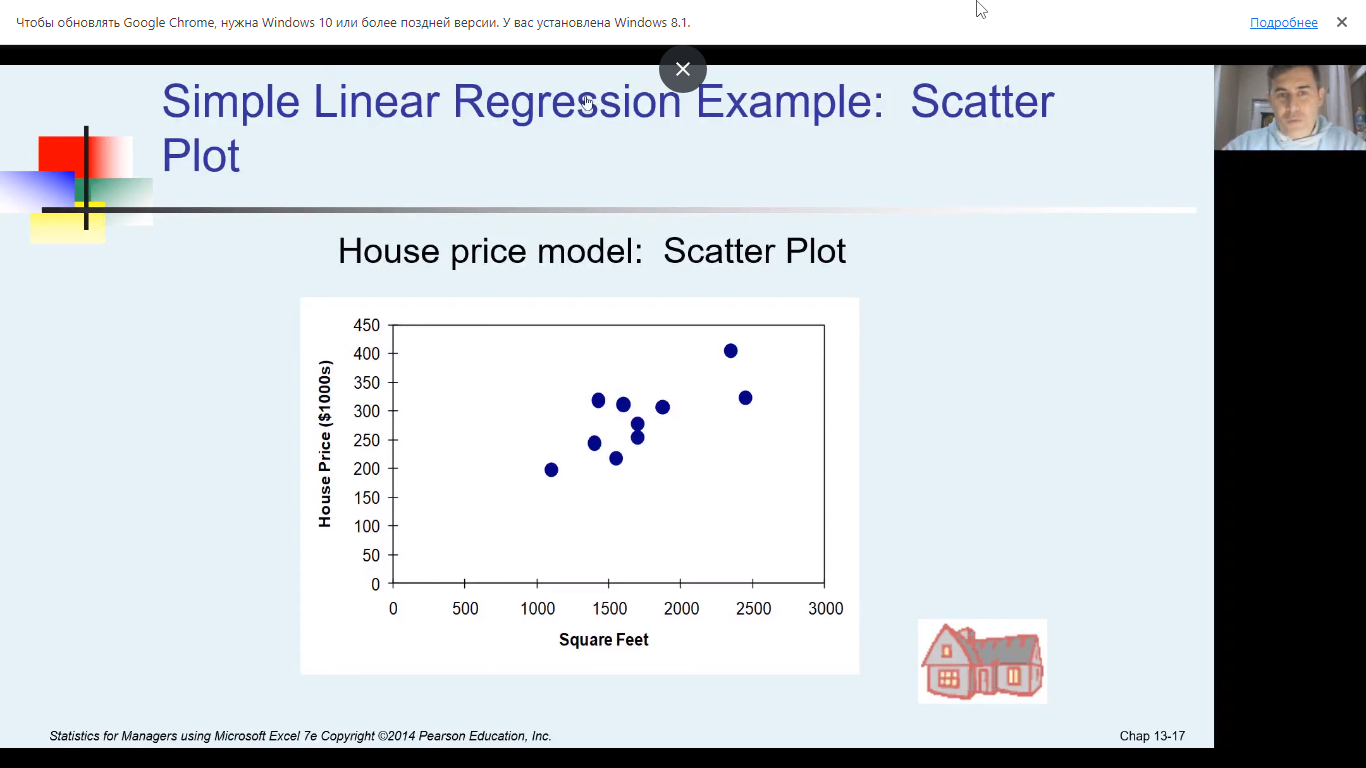 Чтобы обновлять Google Chrome, нужна Windows 10 или более поздней версии. У вас установлена Windows 8.1.
Подробнее
Simple Linear Regression Example:  Scatter
Plot
House price model:  Scatter Plot
450
400
350
300
250
200
150
100
50
0
House Price ($1000s)
0 500 1000 1500 2000 2500 3000
Square Feet
Statistics for Managers using Microsoft Excel 7e Copyright ©2014 Pearson Education, Inc.
Chap 13-17